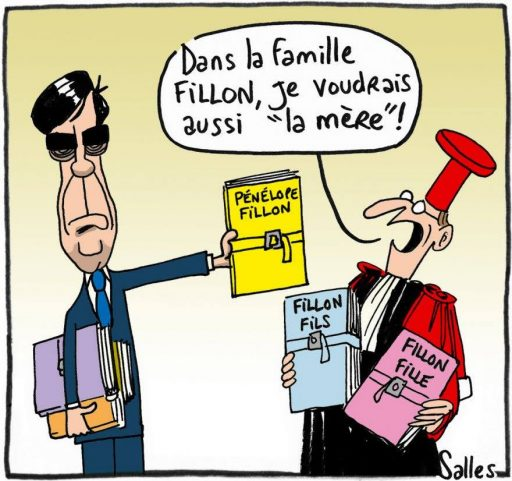 Dans la famille
FILLON, je voudrais
aussi "la mère"!
PÉNÉLOPE
FILLON
FILLON
FILS
FILLON
FILLE
Salles